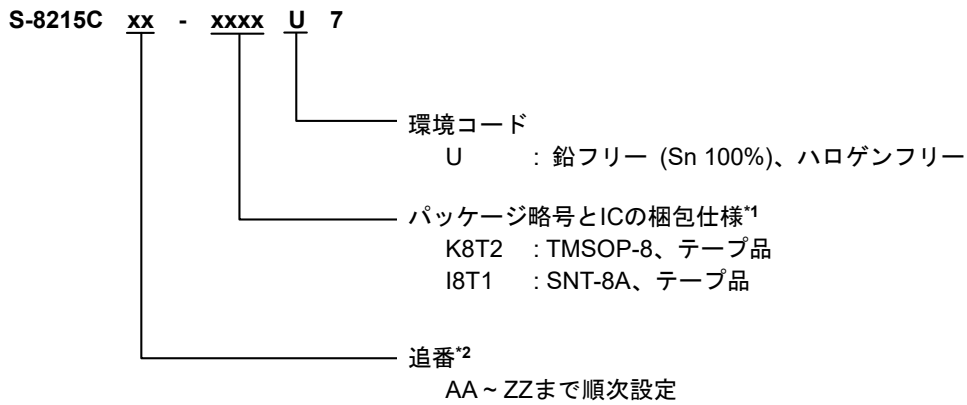 S-8215C xx - xxxx U 7
環境コード
U : 鉛フリー (Sn 100%)、ハロゲンフリー
パッケージ略号とICの梱包仕様*1
K8T2 : TMSOP-8、テープ品
I8T1 : SNT-8A、テープ品
追番*2
AA ~ ZZまで順次設定